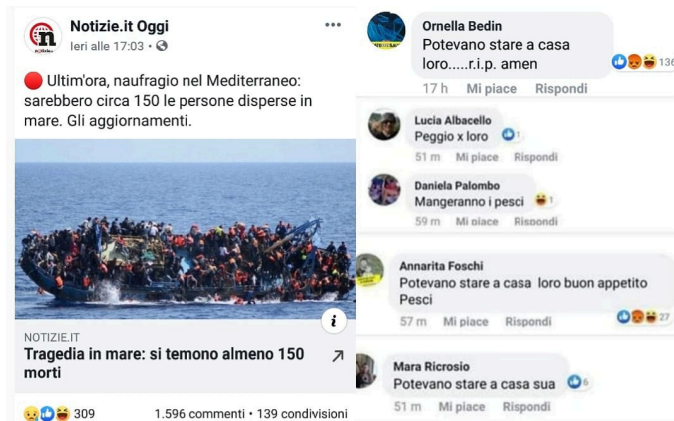 Notizie.it Oggi
Ieri alle 17:03 •
Ultim'ora, naufragio nel Mediterraneo:
sarebbero circa 150 le persone disperse in
mare. Gli aggiornamenti.
NOTIZIE.IT
Tragedia in mare: si temono almeno 150
morti
309
1.596 commenti • 139 condivisioni
Ornella Bedin
Potevano stare a casa
loro.....r.i.p. amen
136
17 h Mi piace Rispondi
Lucia Albacello
Peggio x loro 1
51 m Mi piace Rispondi
Daniela Palombo
Mangeranno i pesci 1
59 m Mi piace Rispondi
Annarita Foschi
Potevano stare a casa loro buon appetito
Pesci
27
57 m Mi piace Rispondi
Mara Ricrosio
Potevano stare a casa sua 6
51 m Mi piace Rispondi